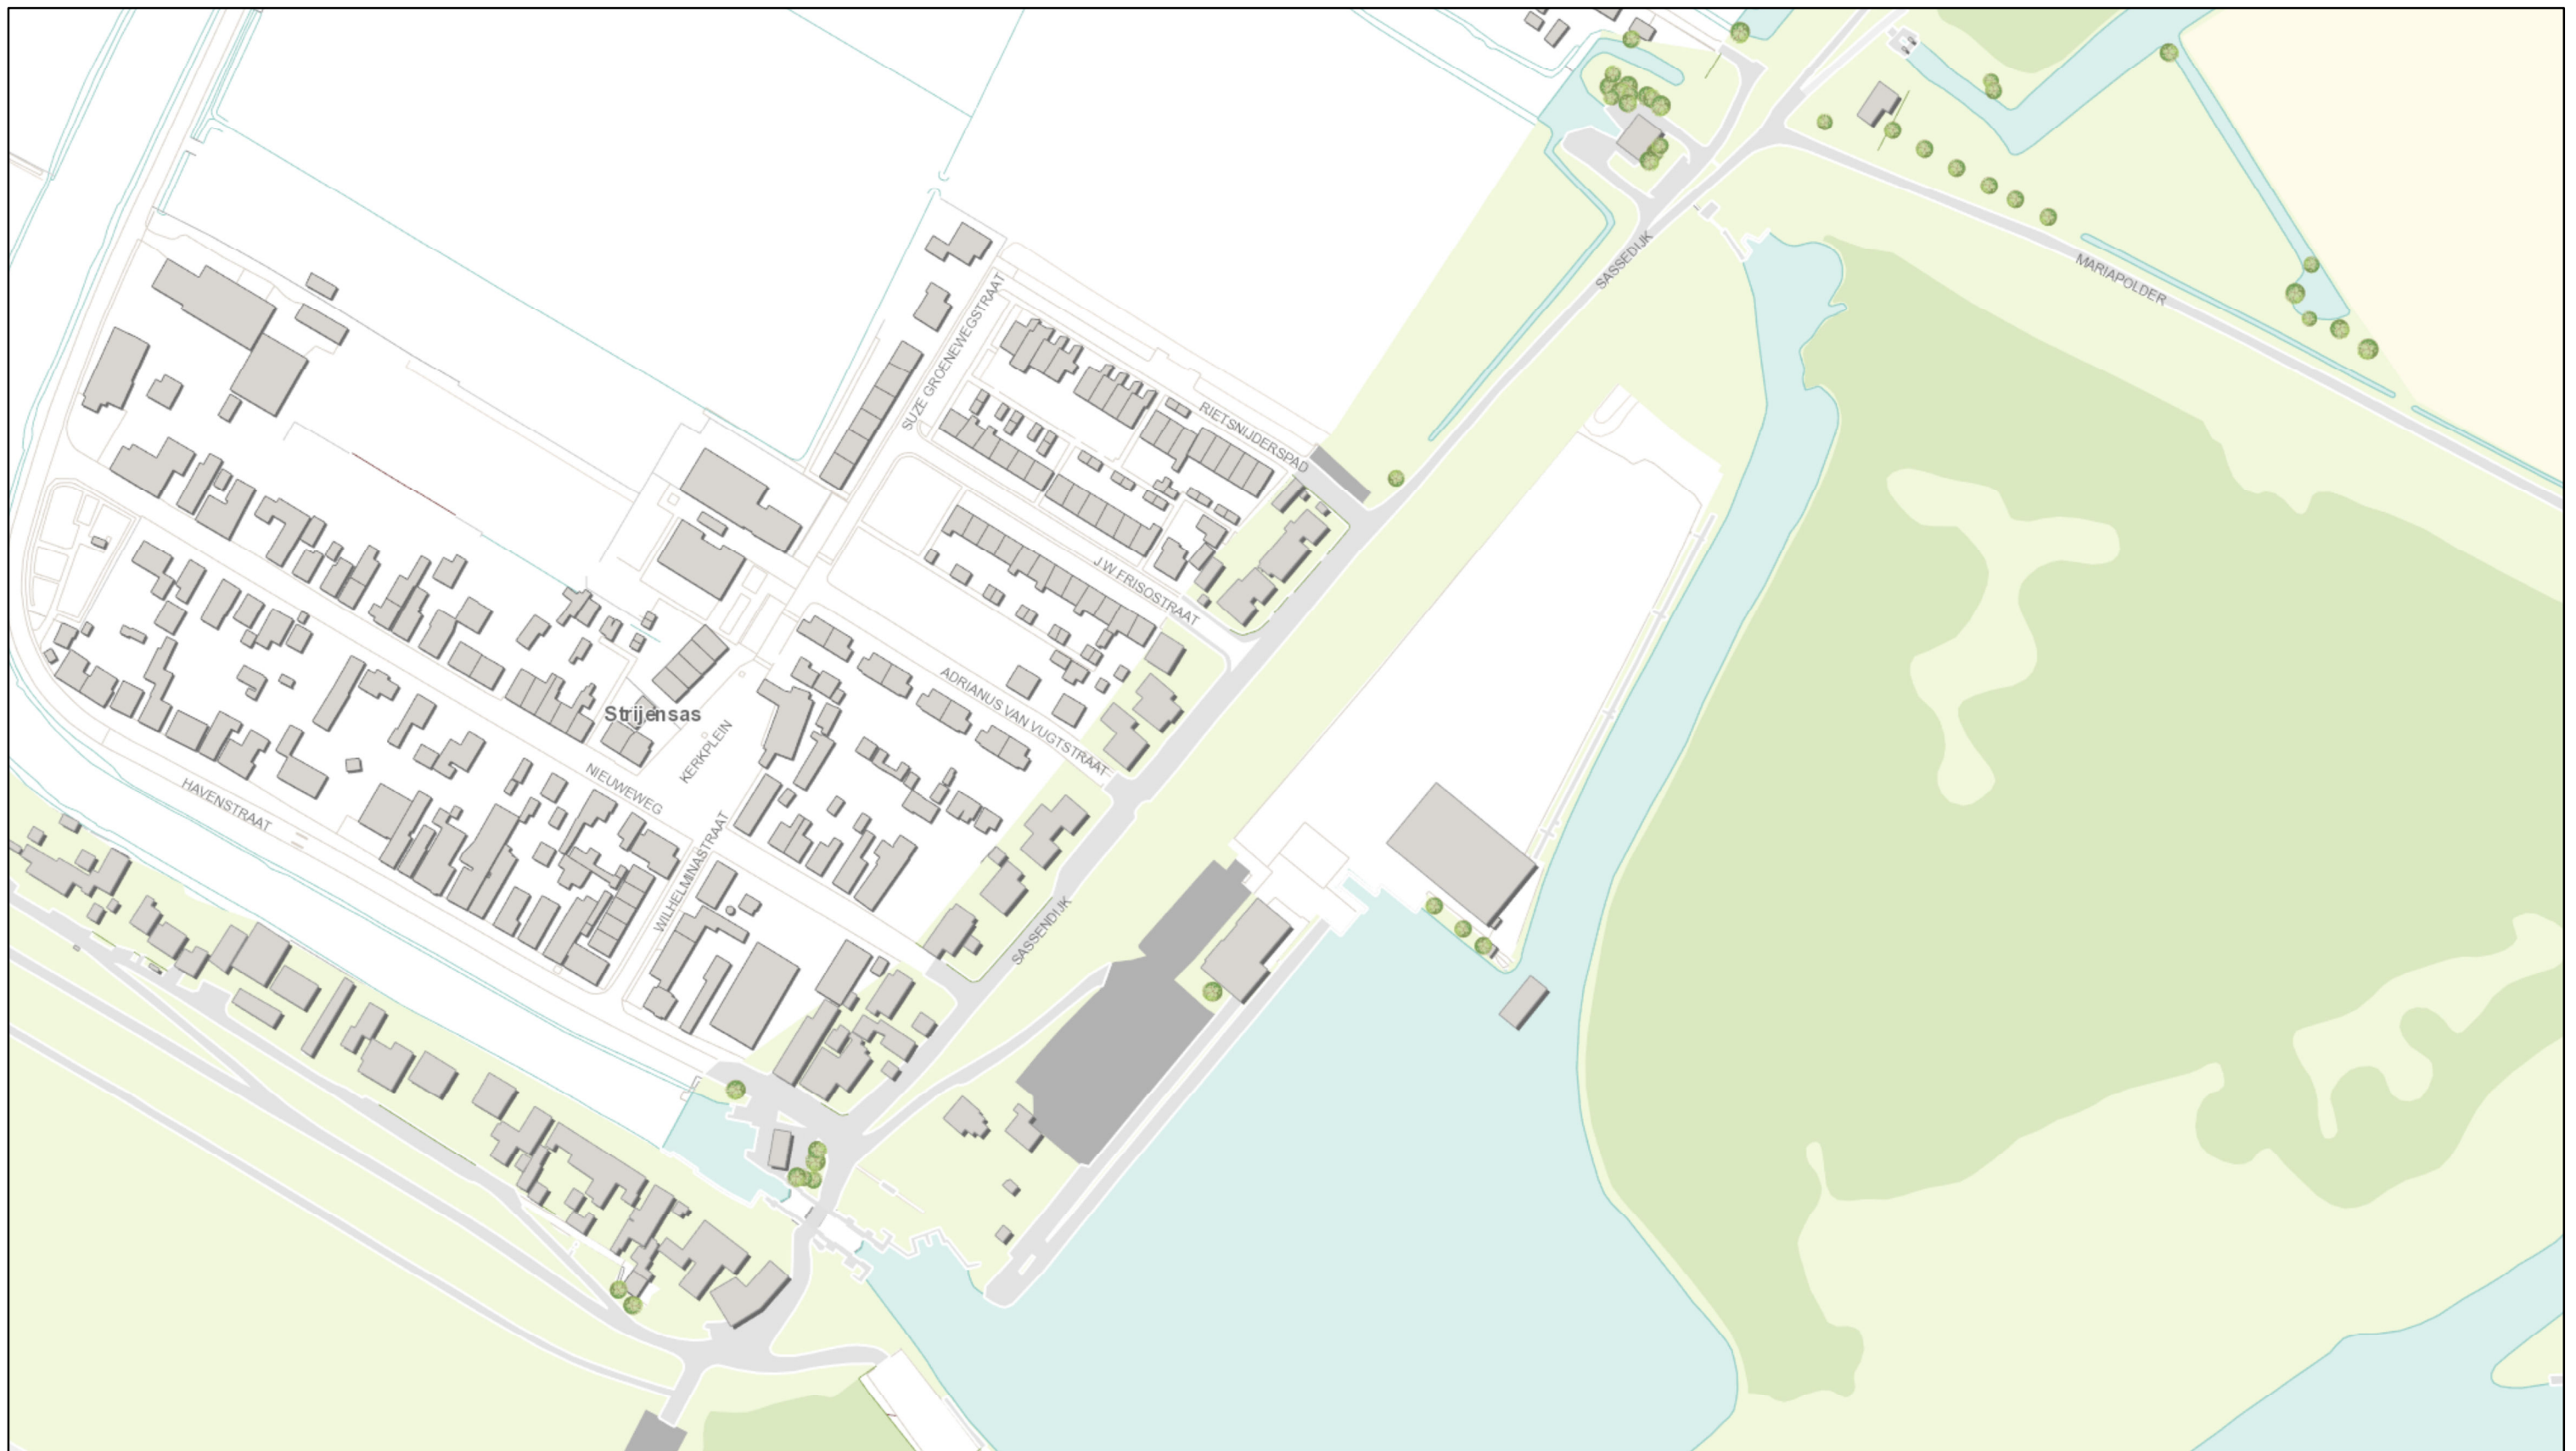 SASSEDIJK
MARIAPOLDER
SUZE GROENEWEGSTRAAT
RIETSNIJDERSPAD
J.W.FRISOSTRAAT
ADRIANUS VAN VUGTSTRAAT
Strijensas
KERKPLEIN
NIEUWEWEG
HAVENSTRAAT
WILHELMINASTRAAT
SASSENDIJK